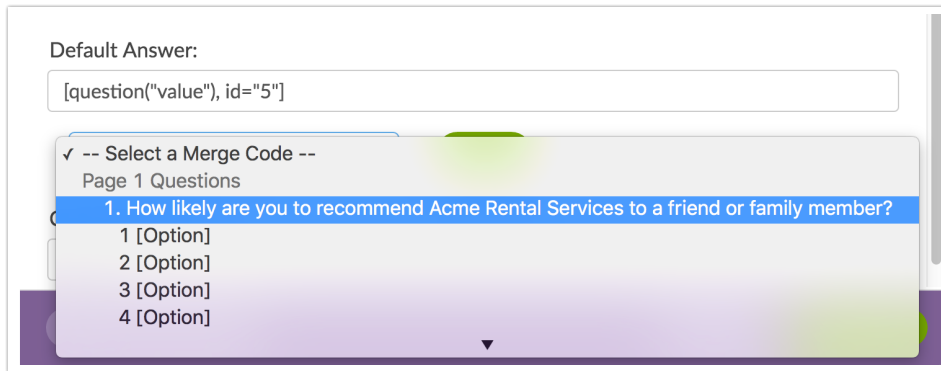 Default Answer:
[question("value"), id="5"]
✓ -- Select a Merge Code --
Page 1 Questions
1. How likely are you to recommend Acme Rental Services to a friend or family member?
1 [Option]
2 [Option]
3 [Option]
4 [Option]